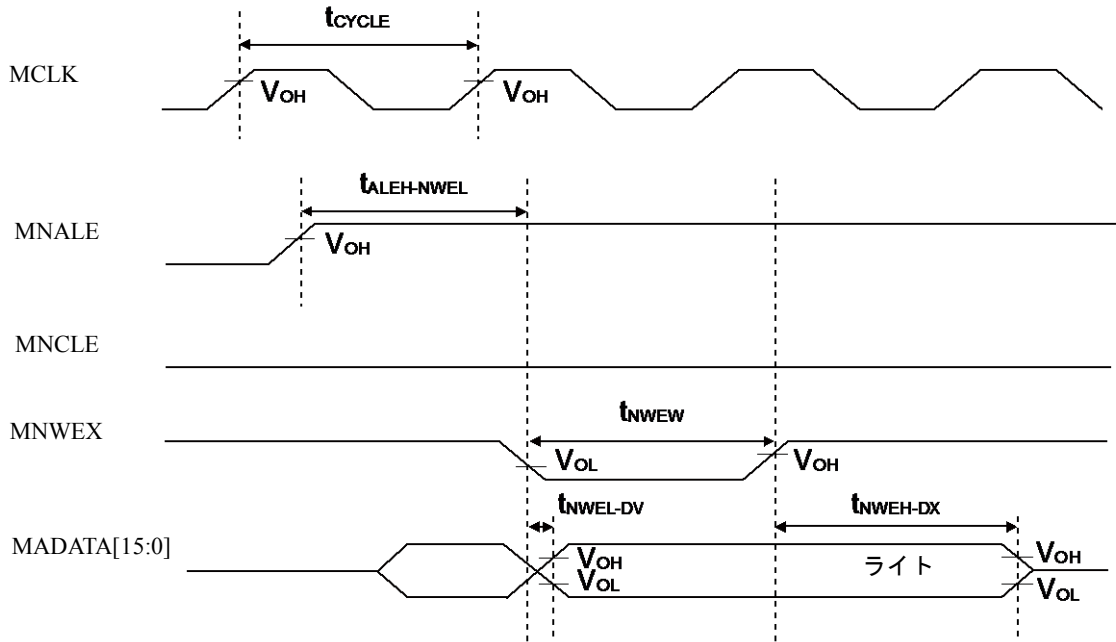 tCYCLE
MCLK
VOH
VOH
tALEH-NWEL
MNALE
VOH
MNCLE
tNWEW
MNWEX
VOL
VOH
tNWEL-DV
tNWEH-DX
MADATA[15:0]
VOH
VOL
ライト
VOH
VOL